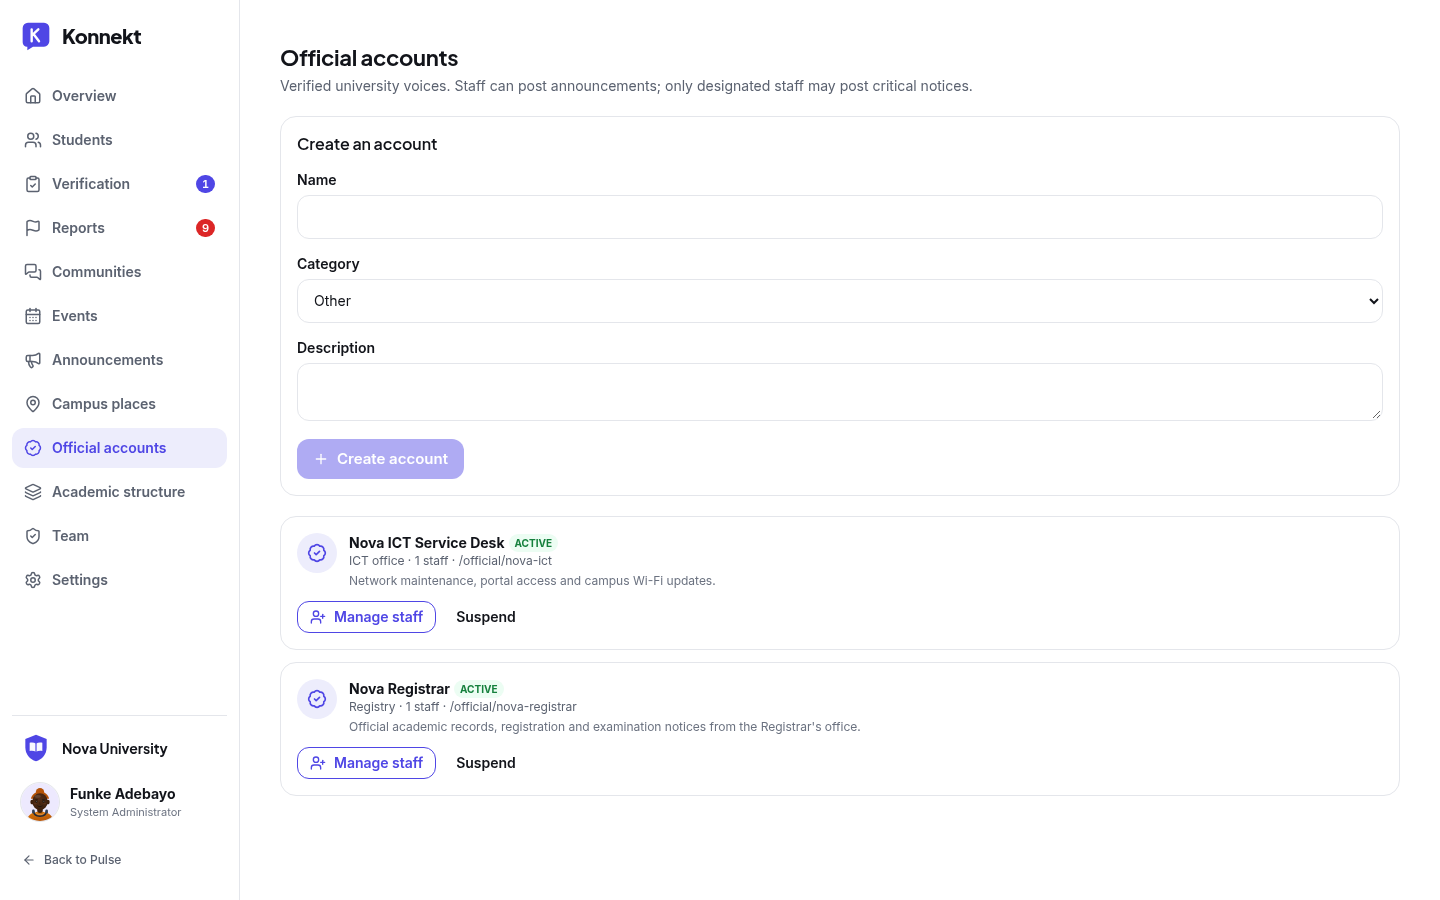 Konnekt
Overview
Students
Verification 1
Reports 9
Communities
Events
Announcements
Campus places
Official accounts
Academic structure
Team
Settings
Nova University
Funke Adebayo
System Administrator
Back to Pulse
Official accounts
Verified university voices. Staff can post announcements; only designated staff may post critical notices.
Create an account
Name
Category
Other
Description
Create account
Nova ICT Service Desk ACTIVE
ICT office · 1 staff · /official/nova-ict
Network maintenance, portal access and campus Wi-Fi updates.
Manage staff Suspend
Nova Registrar ACTIVE
Registry · 1 staff · /official/nova-registrar
Official academic records, registration and examination notices from the Registrar's office.
Manage staff Suspend